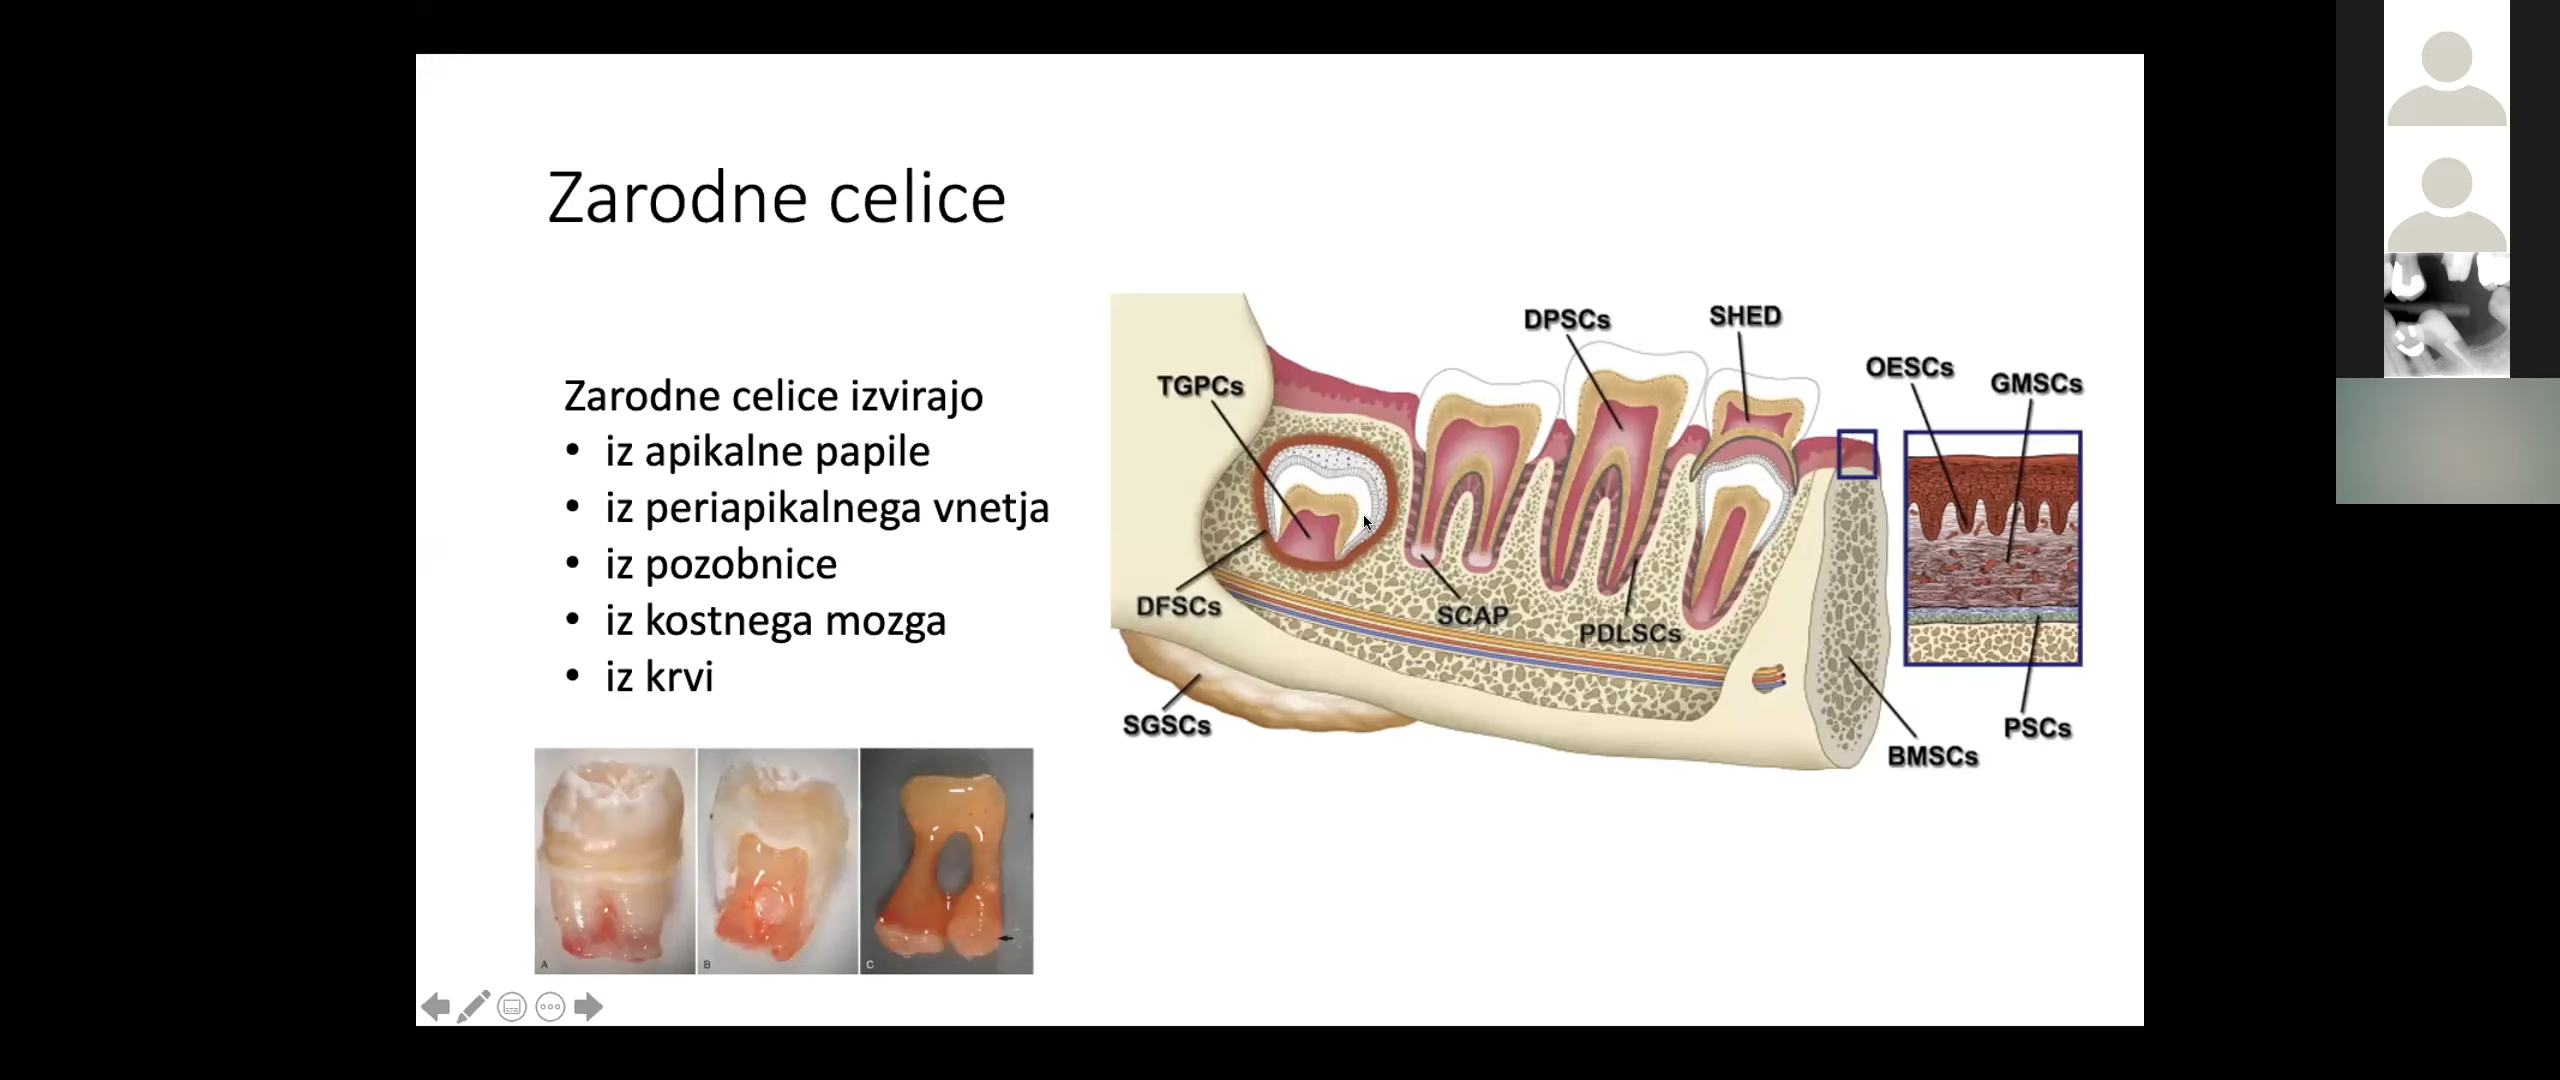 Zarodne celice
Zarodne celice izvirajo
• iz apikalne papile
• iz periapikalnega vnetja
• iz pozobnice
• iz kostnega mozga
• iz krvi
DPSCs
SHED
OESCs
GMSCs
TGPCs
DFSCs
SCAP
PDLSCs
SGSCs
PSCs
BMSCs
A
B
C